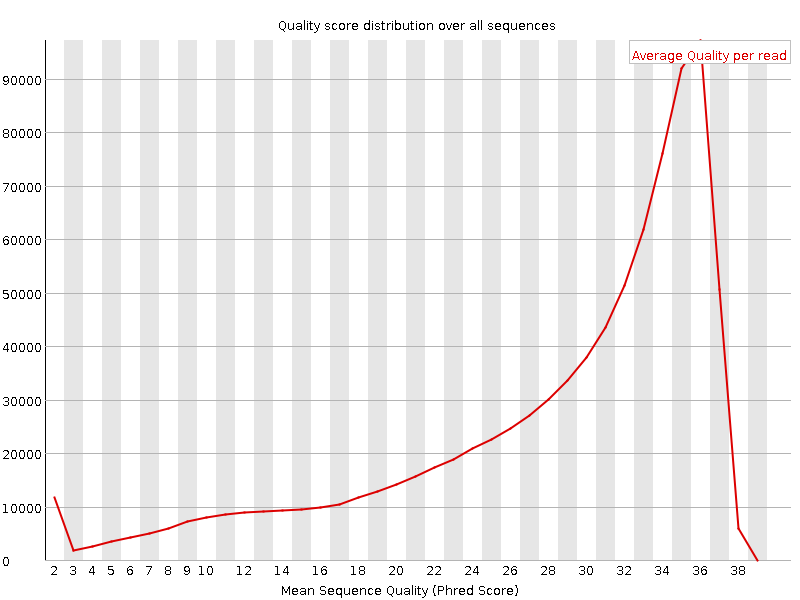 Quality score distribution over all sequences
Average Quality per read
90000
80000
70000
60000
50000
40000
30000
20000
10000
0
2 3 4 5 6 7 8 9 10 12 14 16 18 20 22 24 26 28 30 32 34 36 38
Mean Sequence Quality (Phred Score)